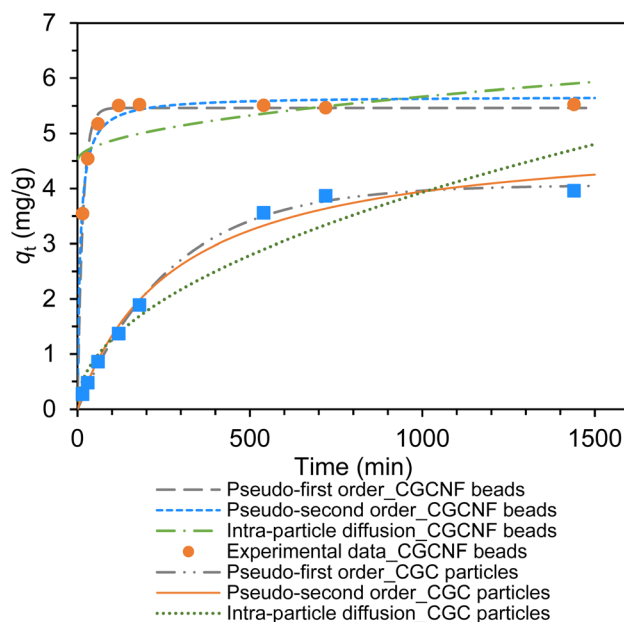 7
6
5
4
3
2
1
0
qt (mg/g)
0
500
1000
1500
Time (min)
Pseudo-first order_CGCNF beads
Pseudo-second order_CGCNF beads
Intra-particle diffusion_CGCNF beads
Experimental data_CGCNF beads
Pseudo-first order_CGC particles
Pseudo-second order_CGC particles
Intra-particle diffusion_CGC particles